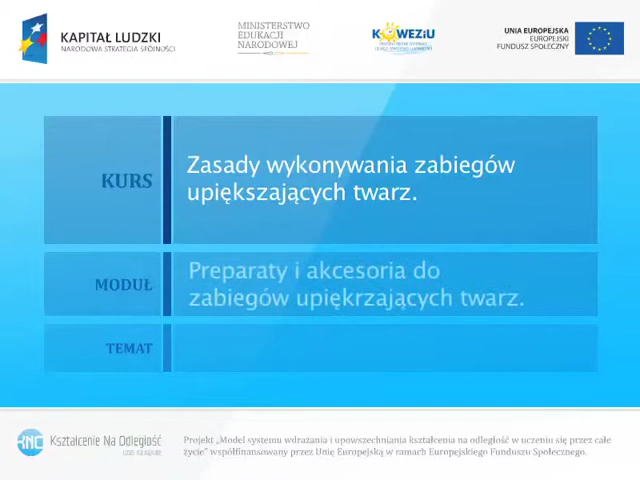 KAPITAŁ LUDZKI
NARODOWA STRATEGIA SPÓJNOŚCI
MINISTERSTWO
EDUKACJI
NARODOWEJ
KOWEZiU
UNIA EUROPEJSKA
EUROPEJSKI
FUNDUSZ SPOŁECZNY
KURS
Zasady wykonywania zabiegów
upiększających twarz.
MODUŁ
Preparaty i akcesoria do
zabiegów upiękrzających twarz.
TEMAT
KNO Kształcenie Na Odległość
Projekt „Model systemu wdrażania i upowszechniania kształcenia na odległość w uczeniu się przez całe
życie" współfinansowany przez Unię Europejską w ramach Europejskiego Funduszu Społecznego.